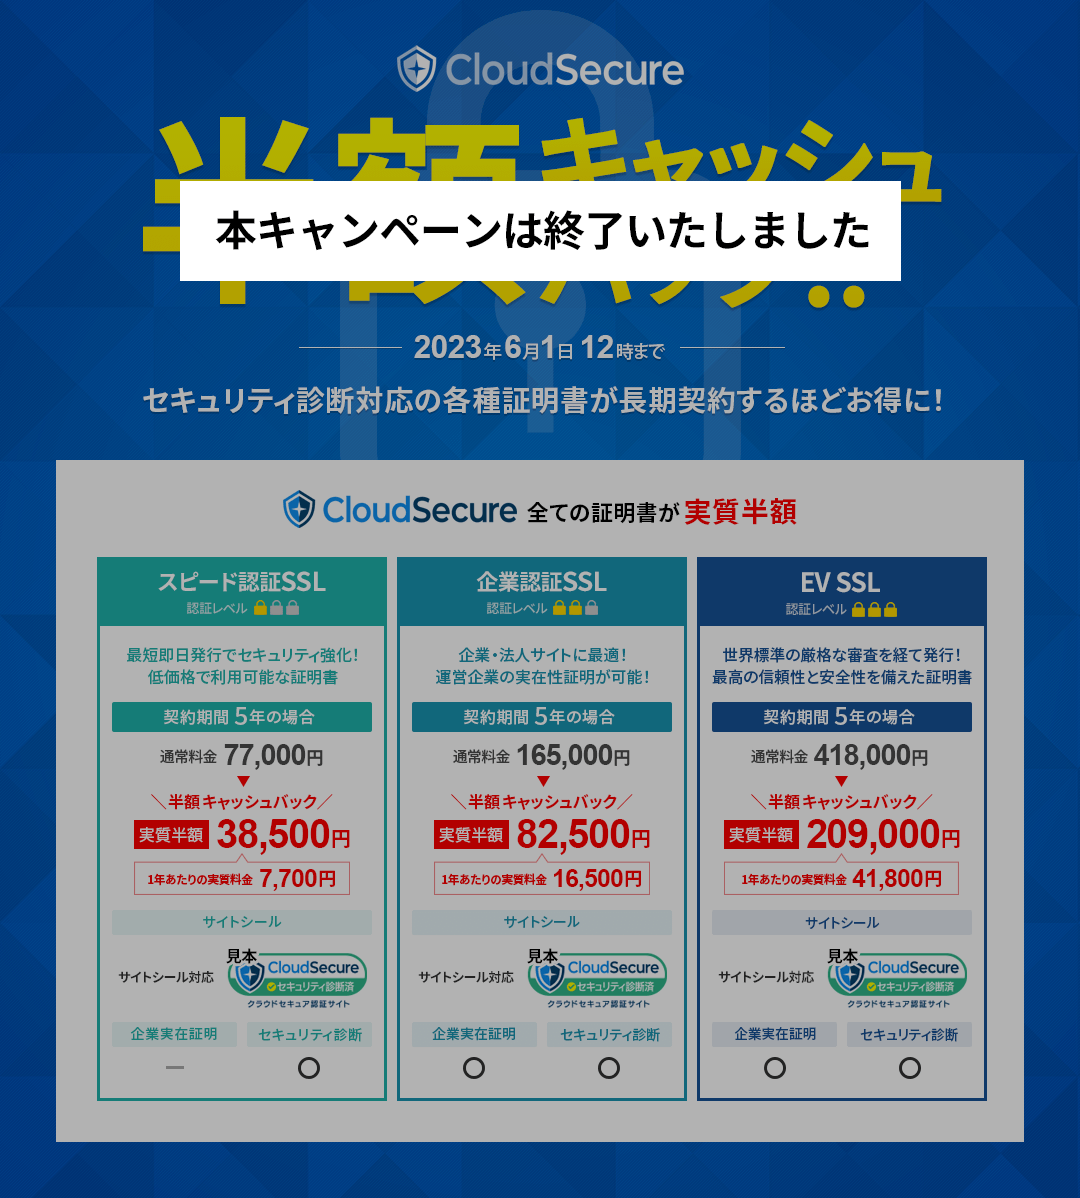 CloudSecure
半額キャッシュ
本キャンペーンは終了いたしました
2023年6月1日 12時まで
セキュリティ診断対応の各種証明書が長期契約するほどお得に！
CloudSecure 全ての証明書が 実質半額
スピード認証SSL
認証レベル
最短即日発行でセキュリティ強化！
低価格で利用可能な証明書
契約期間 5年の場合
通常料金 77,000円
＼半額キャッシュバック／
実質半額 38,500円
1年あたりの実質料金 7,700円
サイトシール
サイトシール対応
見本
CloudSecure
セキュリティ診断済
クラウドセキュア認証サイト
企業実在証明 セキュリティ診断
― ○
企業認証SSL
認証レベル
企業・法人サイトに最適！
運営企業の実在性証明が可能！
契約期間 5年の場合
通常料金 165,000円
＼半額キャッシュバック／
実質半額 82,500円
1年あたりの実質料金 16,500円
サイトシール
サイトシール対応
見本
CloudSecure
セキュリティ診断済
クラウドセキュア認証サイト
企業実在証明 セキュリティ診断
○ ○
EV SSL
認証レベル
世界標準の厳格な審査を経て発行！
最高の信頼性と安全性を備えた証明書
契約期間 5年の場合
通常料金 418,000円
＼半額キャッシュバック／
実質半額 209,000円
1年あたりの実質料金 41,800円
サイトシール
サイトシール対応
見本
CloudSecure
セキュリティ診断済
クラウドセキュア認証サイト
企業実在証明 セキュリティ診断
○ ○